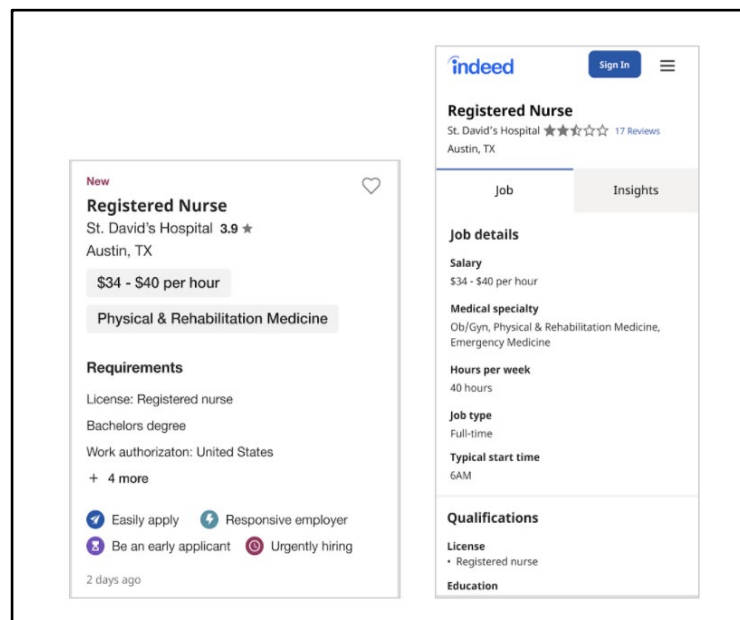 New
Registered Nurse
St. David's Hospital 3.9 ★
Austin, TX
$34 - $40 per hour
Physical & Rehabilitation Medicine
Requirements
License: Registered nurse
Bachelors degree
Work authorizaton: United States
+ 4 more
Easily apply
Responsive employer
Be an early applicant
Urgently hiring
2 days ago
indeed
Sign In
Registered Nurse
St. David's Hospital 17 Reviews
Austin, TX
Job
Insights
Job details
Salary
$34 - $40 per hour
Medical specialty
Ob/Gyn, Physical & Rehabilitation Medicine,
Emergency Medicine
Hours per week
40 hours
Job type
Full-time
Typical start time
6AM
Qualifications
License
• Registered nurse
Education